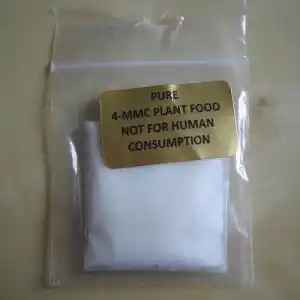 PURE
4-MMC PLANT FOOD
NOT FOR HUMAN
CONSUMPTION